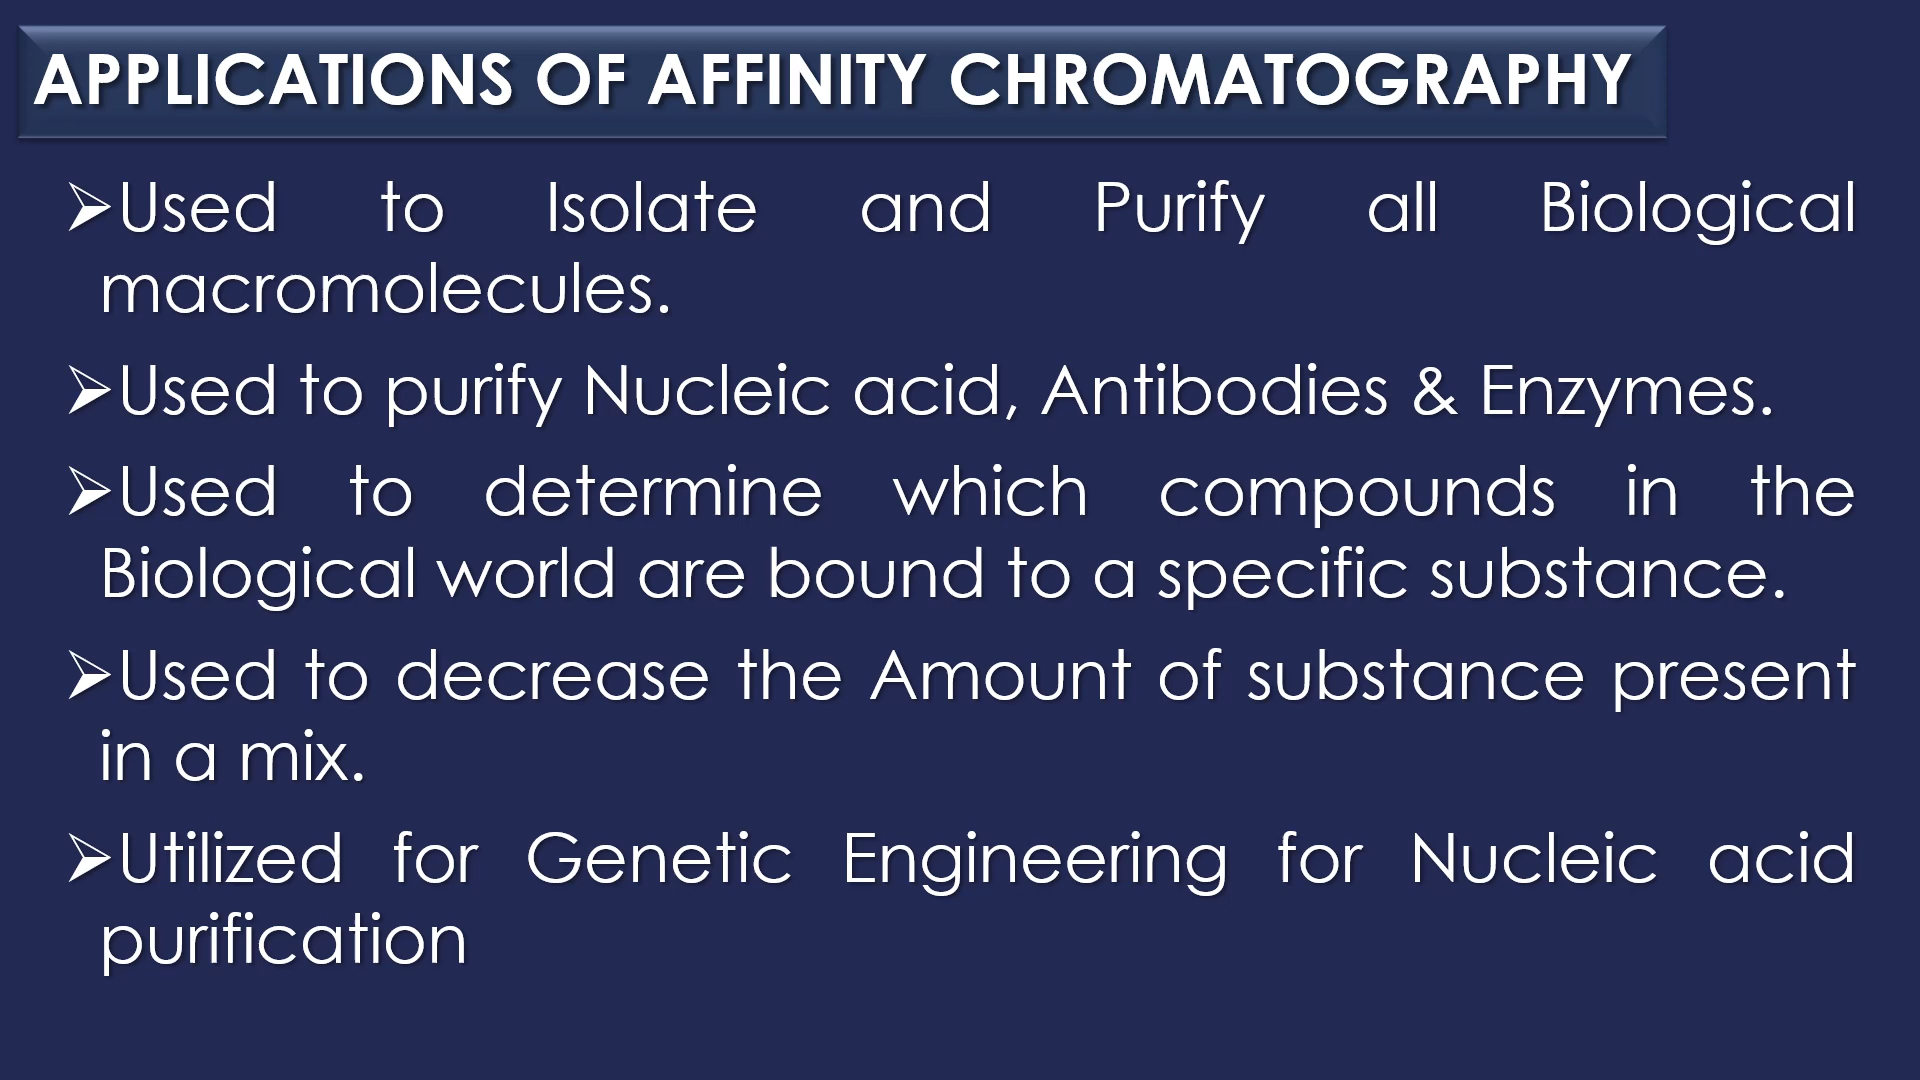 APPLICATIONS OF AFFINITY CHROMATOGRAPHY
➢Used to Isolate and Purify all Biological
macromolecules.
➢Used to purify Nucleic acid, Antibodies & Enzymes.
➢Used to determine which compounds in the
Biological world are bound to a specific substance.
➢Used to decrease the Amount of substance present
in a mix.
➢Utilized for Genetic Engineering for Nucleic acid
purification